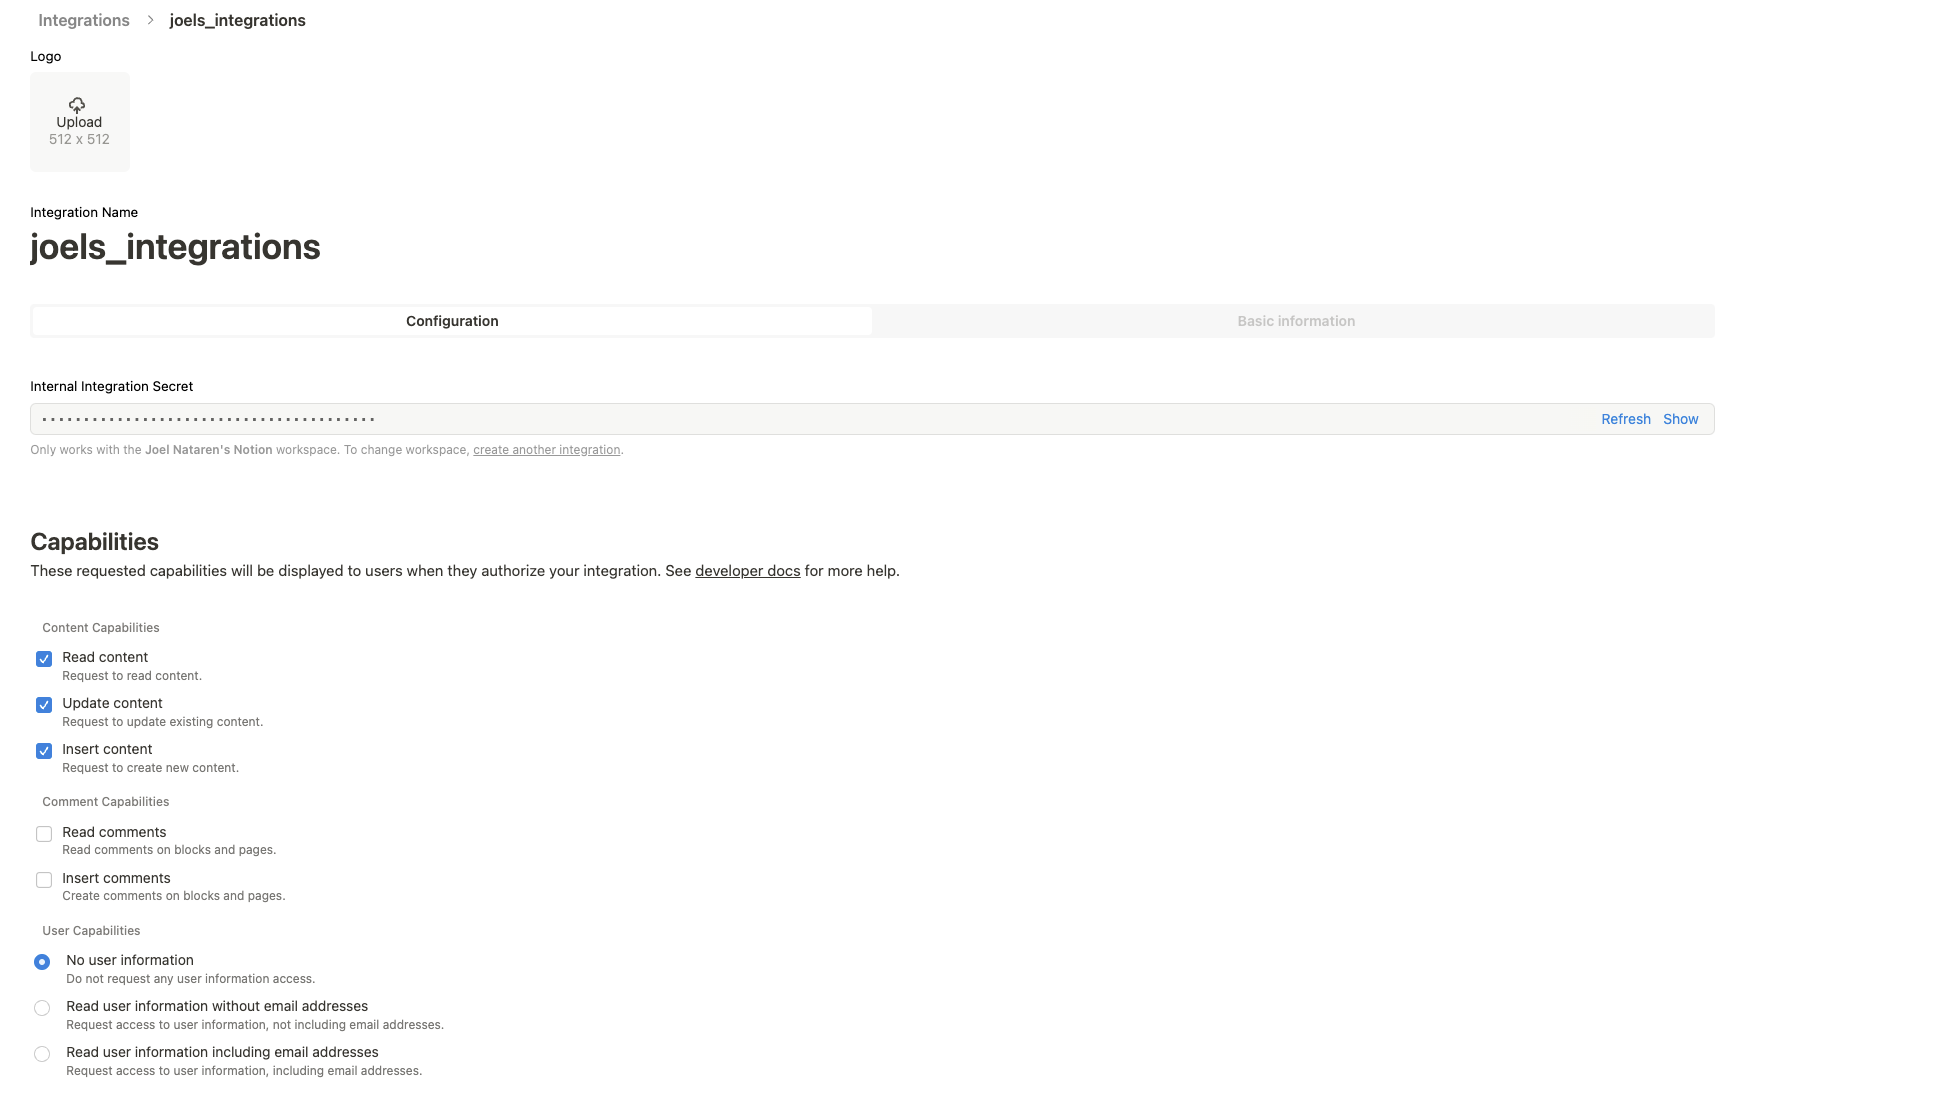 Integrations > joels_integrations
Logo
Upload
512 x 512
Integration Name
joels_integrations
Configuration
Basic information
Internal Integration Secret
Refresh Show
Only works with the Joel Nataren's Notion workspace. To change workspace, create another integration.
Capabilities
These requested capabilities will be displayed to users when they authorize your integration. See developer docs for more help.
Content Capabilities
Read content
Request to read content.
Update content
Request to update existing content.
Insert content
Request to create new content.
Comment Capabilities
Read comments
Read comments on blocks and pages.
Insert comments
Create comments on blocks and pages.
User Capabilities
No user information
Do not request any user information access.
Read user information without email addresses
Request access to user information, not including email addresses.
Read user information including email addresses
Request access to user information, including email addresses.